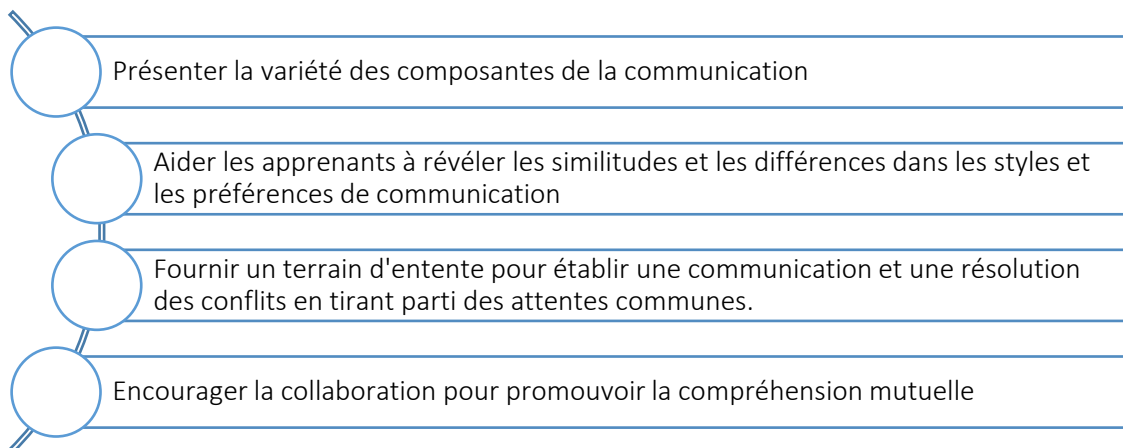 Présenter la variété des composantes de la communication
Aider les apprenants à révéler les similitudes et les différences dans les styles et
les préférences de communication
Fournir un terrain d'entente pour établir une communication et une résolution
des conflits en tirant parti des attentes communes.
Encourager la collaboration pour promouvoir la compréhension mutuelle